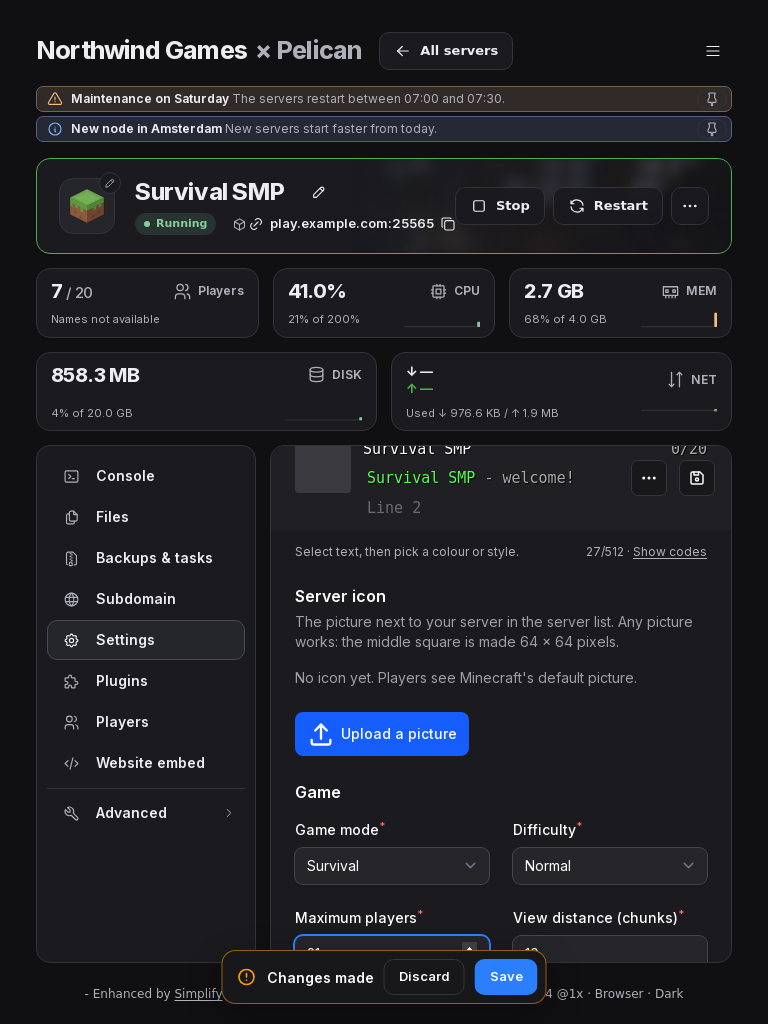 Northwind Games × Pelican
All servers
Maintenance on Saturday The servers restart between 07:00 and 07:30.
New node in Amsterdam New servers start faster from today.
Survival SMP
Running
play.example.com:25565
Stop
Restart
7 / 20
Players
Names not available
41.0%
CPU
21% of 200%
2.7 GB
MEM
68% of 4.0 GB
858.3 MB
DISK
4% of 20.0 GB
↓ —
↑ —
NET
Used ↓ 976.6 KB / ↑ 1.9 MB
Console
Files
Backups & tasks
Subdomain
Settings
Plugins
Players
Website embed
Advanced
Survival SMP
0/20
Survival SMP - welcome!
Line 2
Select text, then pick a colour or style.
27/512 · Show codes
Server icon
The picture next to your server in the server list. Any picture
works: the middle square is made 64 × 64 pixels.
No icon yet. Players see Minecraft's default picture.
Upload a picture
Game
Game mode*
Difficulty*
Survival
Normal
Maximum players*
View distance (chunks)*
Changes made
Discard
Save
- Enhanced by Simplify
4 @1x · Browser · Dark